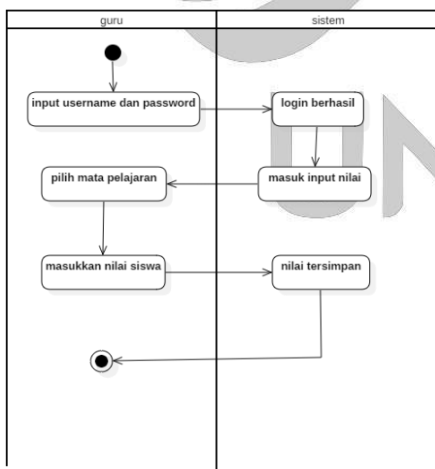 guru
sistem
input username dan password
login berhasil
pilih mata pelajaran
masuk input nilai
masukkan nilai siswa
nilai tersimpan